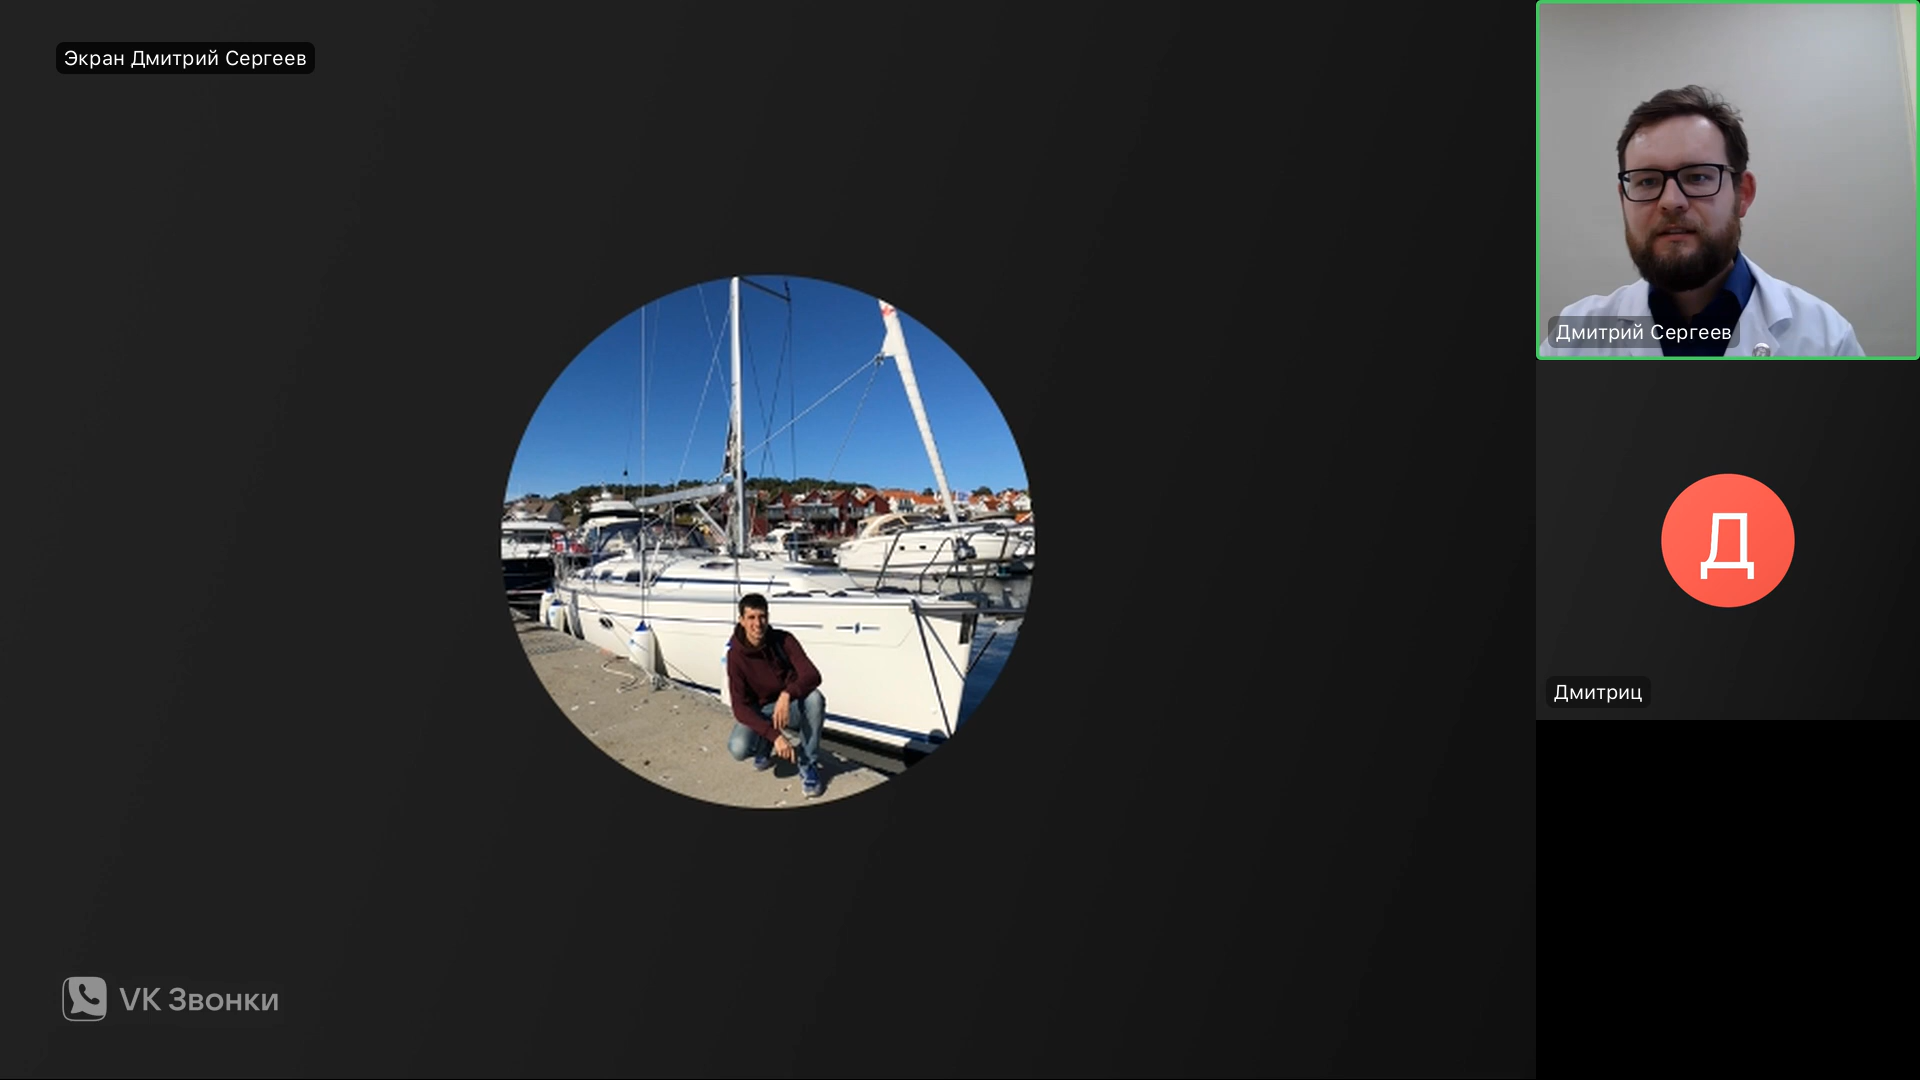 Экран Дмитрий Сергеев
Дмитрий Сергеев
Д
Дмитриц
VK Звонки